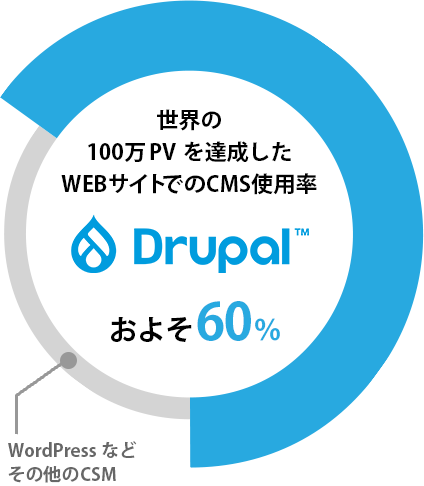 世界の
100万PV を達成した
WEBサイトでのCMS使用率
Drupal™
およそ60%
WordPress など
その他のCSM